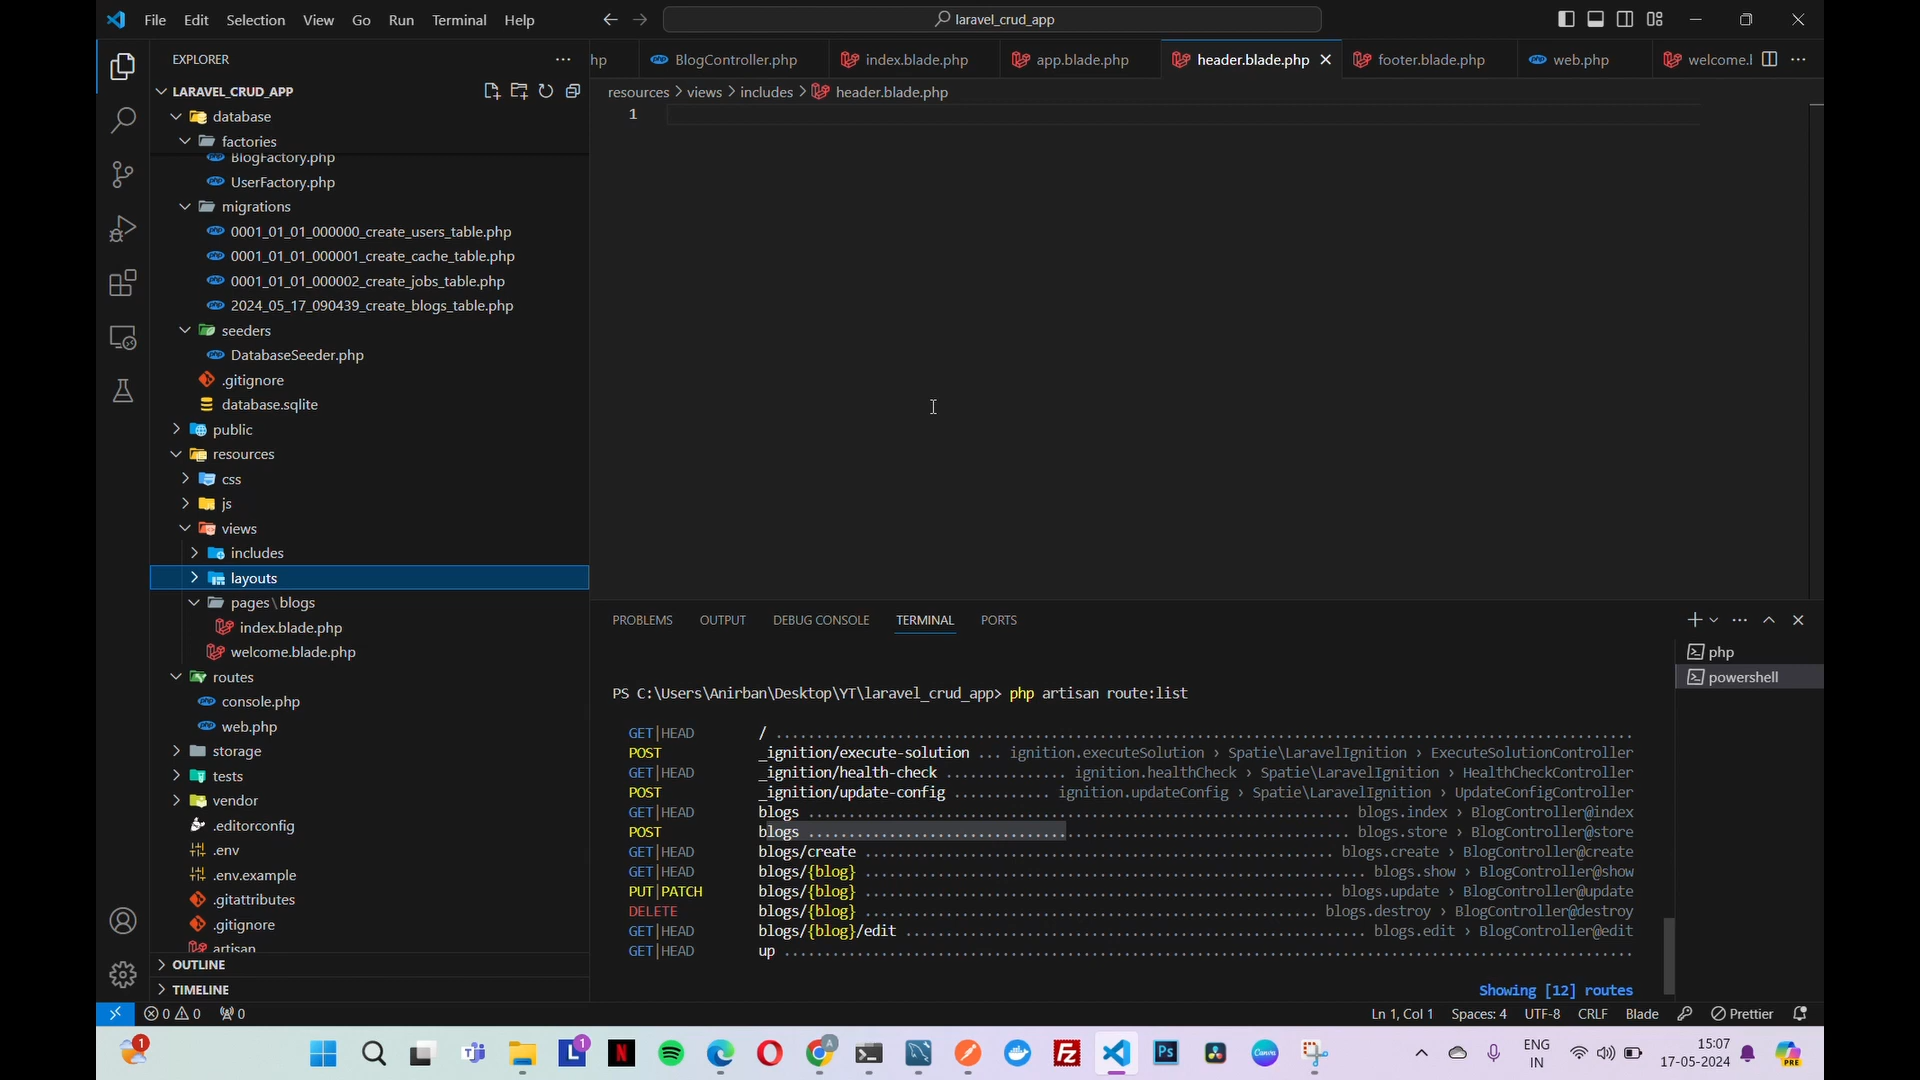 File Edit Selection View Go Run Terminal Help
laravel_crud_app
EXPLORER
hp
BlogController.php
index.blade.php
app.blade.php
header.blade.php
footer.blade.php
web.php
welcome.l
LARAVEL_CRUD_APP
resources > views > includes > header.blade.php
1
database
factories
BlogFactory.php
UserFactory.php
migrations
0001_01_01_000000_create_users_table.php
0001_01_01_000001_create_cache_table.php
0001_01_01_000002_create_jobs_table.php
2024_05_17_090439_create_blogs_table.php
seeders
DatabaseSeeder.php
.gitignore
database.sqlite
public
resources
css
js
views
includes
layouts
pages\blogs
index.blade.php
welcome.blade.php
routes
console.php
web.php
storage
tests
vendor
.editorconfig
.env
.env.example
.gitattributes
.gitignore
artisan
OUTLINE
TIMELINE
PROBLEMS OUTPUT DEBUG CONSOLE TERMINAL PORTS
php
powershell
PS C:\Users\Anirban\Desktop\YT\laravel_crud_app> php artisan route:list
GET|HEAD / ...
POST _ignition/execute-solution ... ignition.executeSolution › Spatie\LaravelIgnition › ExecuteSolutionController
GET|HEAD _ignition/health-check ............... ignition.healthCheck › Spatie\LaravelIgnition › HealthCheckController
POST _ignition/update-config ............ ignition.updateConfig › Spatie\LaravelIgnition › UpdateConfigController
GET|HEAD blogs ... blogs.index › BlogController@index
POST blogs ... blogs.store › BlogController@store
GET|HEAD blogs/create ... blogs.create › BlogController@create
GET|HEAD blogs/{blog} ... blogs.show › BlogController@show
PUT|PATCH blogs/{blog} ... blogs.update › BlogController@update
DELETE blogs/{blog} ... blogs.destroy › BlogController@destroy
GET|HEAD blogs/{blog}/edit ... blogs.edit › BlogController@edit
GET|HEAD up ...
Showing [12] routes
0 0 0
Ln 1, Col 1 Spaces: 4 UTF-8 CRLF Blade Prettier
1
L 1
N
A
Fz
Ps
Canva
ENG
IN
15:07
17-05-2024
PRE